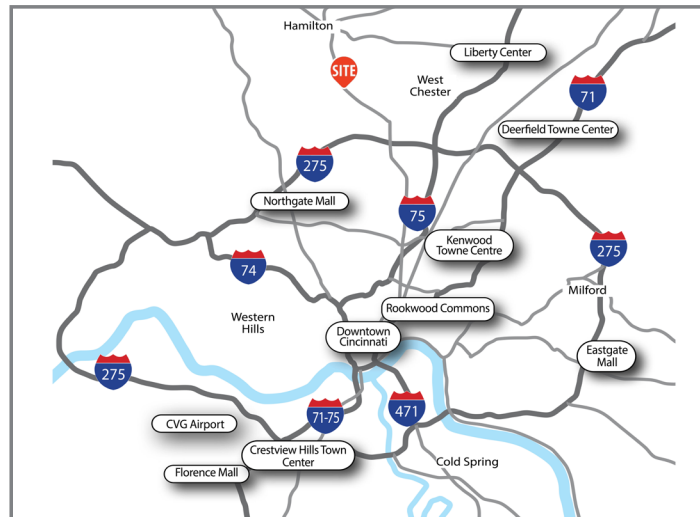 Hamilton
Liberty Center
SITE
West
Chester
71
Deerfield Towne Center
275
Northgate Mall
75
Kenwood
Towne Centre
275
74
Milford
Western
Hills
Rookwood Commons
Downtown
Cincinnati
Eastgate
Mall
275
71-75
471
CVG Airport
Crestview Hills Town
Center
Cold Spring
Florence Mall